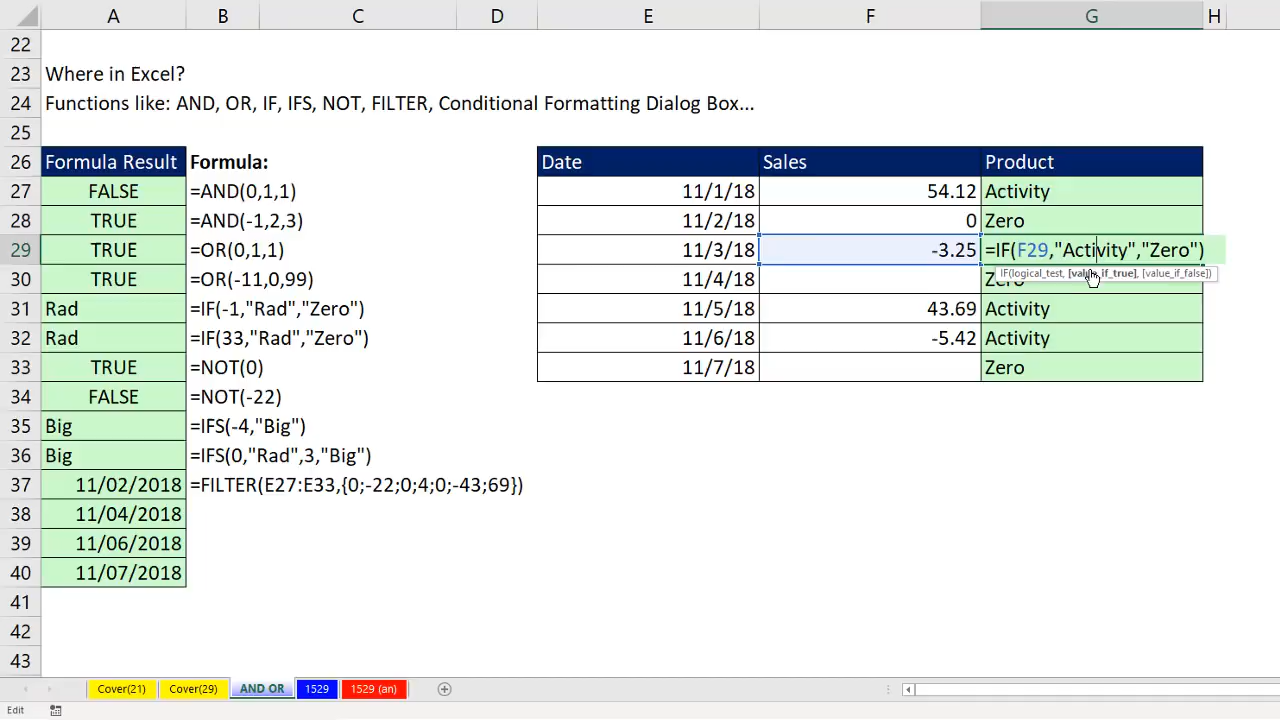 A B C D E F G H
22
23 Where in Excel?
24 Functions like: AND, OR, IF, IFS, NOT, FILTER, Conditional Formatting Dialog Box...
25
26 Formula Result Formula: Date Sales Product
27 FALSE =AND(0,1,1) 11/1/18 54.12 Activity
28 TRUE =AND(-1,2,3) 11/2/18 0 Zero
29 TRUE =OR(0,1,1) 11/3/18 -3.25 =IF(F29,"Activity","Zero")
IF(logical_test, [value_if_true], [value_if_false])
30 TRUE =OR(-11,0,99) 11/4/18 Zero
31 Rad =IF(-1,"Rad","Zero") 11/5/18 43.69 Activity
32 Rad =IF(33,"Rad","Zero") 11/6/18 -5.42 Activity
33 TRUE =NOT(0) 11/7/18 Zero
34 FALSE =NOT(-22)
35 Big =IFS(-4,"Big")
36 Big =IFS(0,"Rad",3,"Big")
37 11/02/2018 =FILTER(E27:E33,{0;-22;0;4;0;-43;69})
38 11/04/2018
39 11/06/2018
40 11/07/2018
41
42
43
Cover(21) Cover(29) AND OR 1529 1529 (an)
Edit